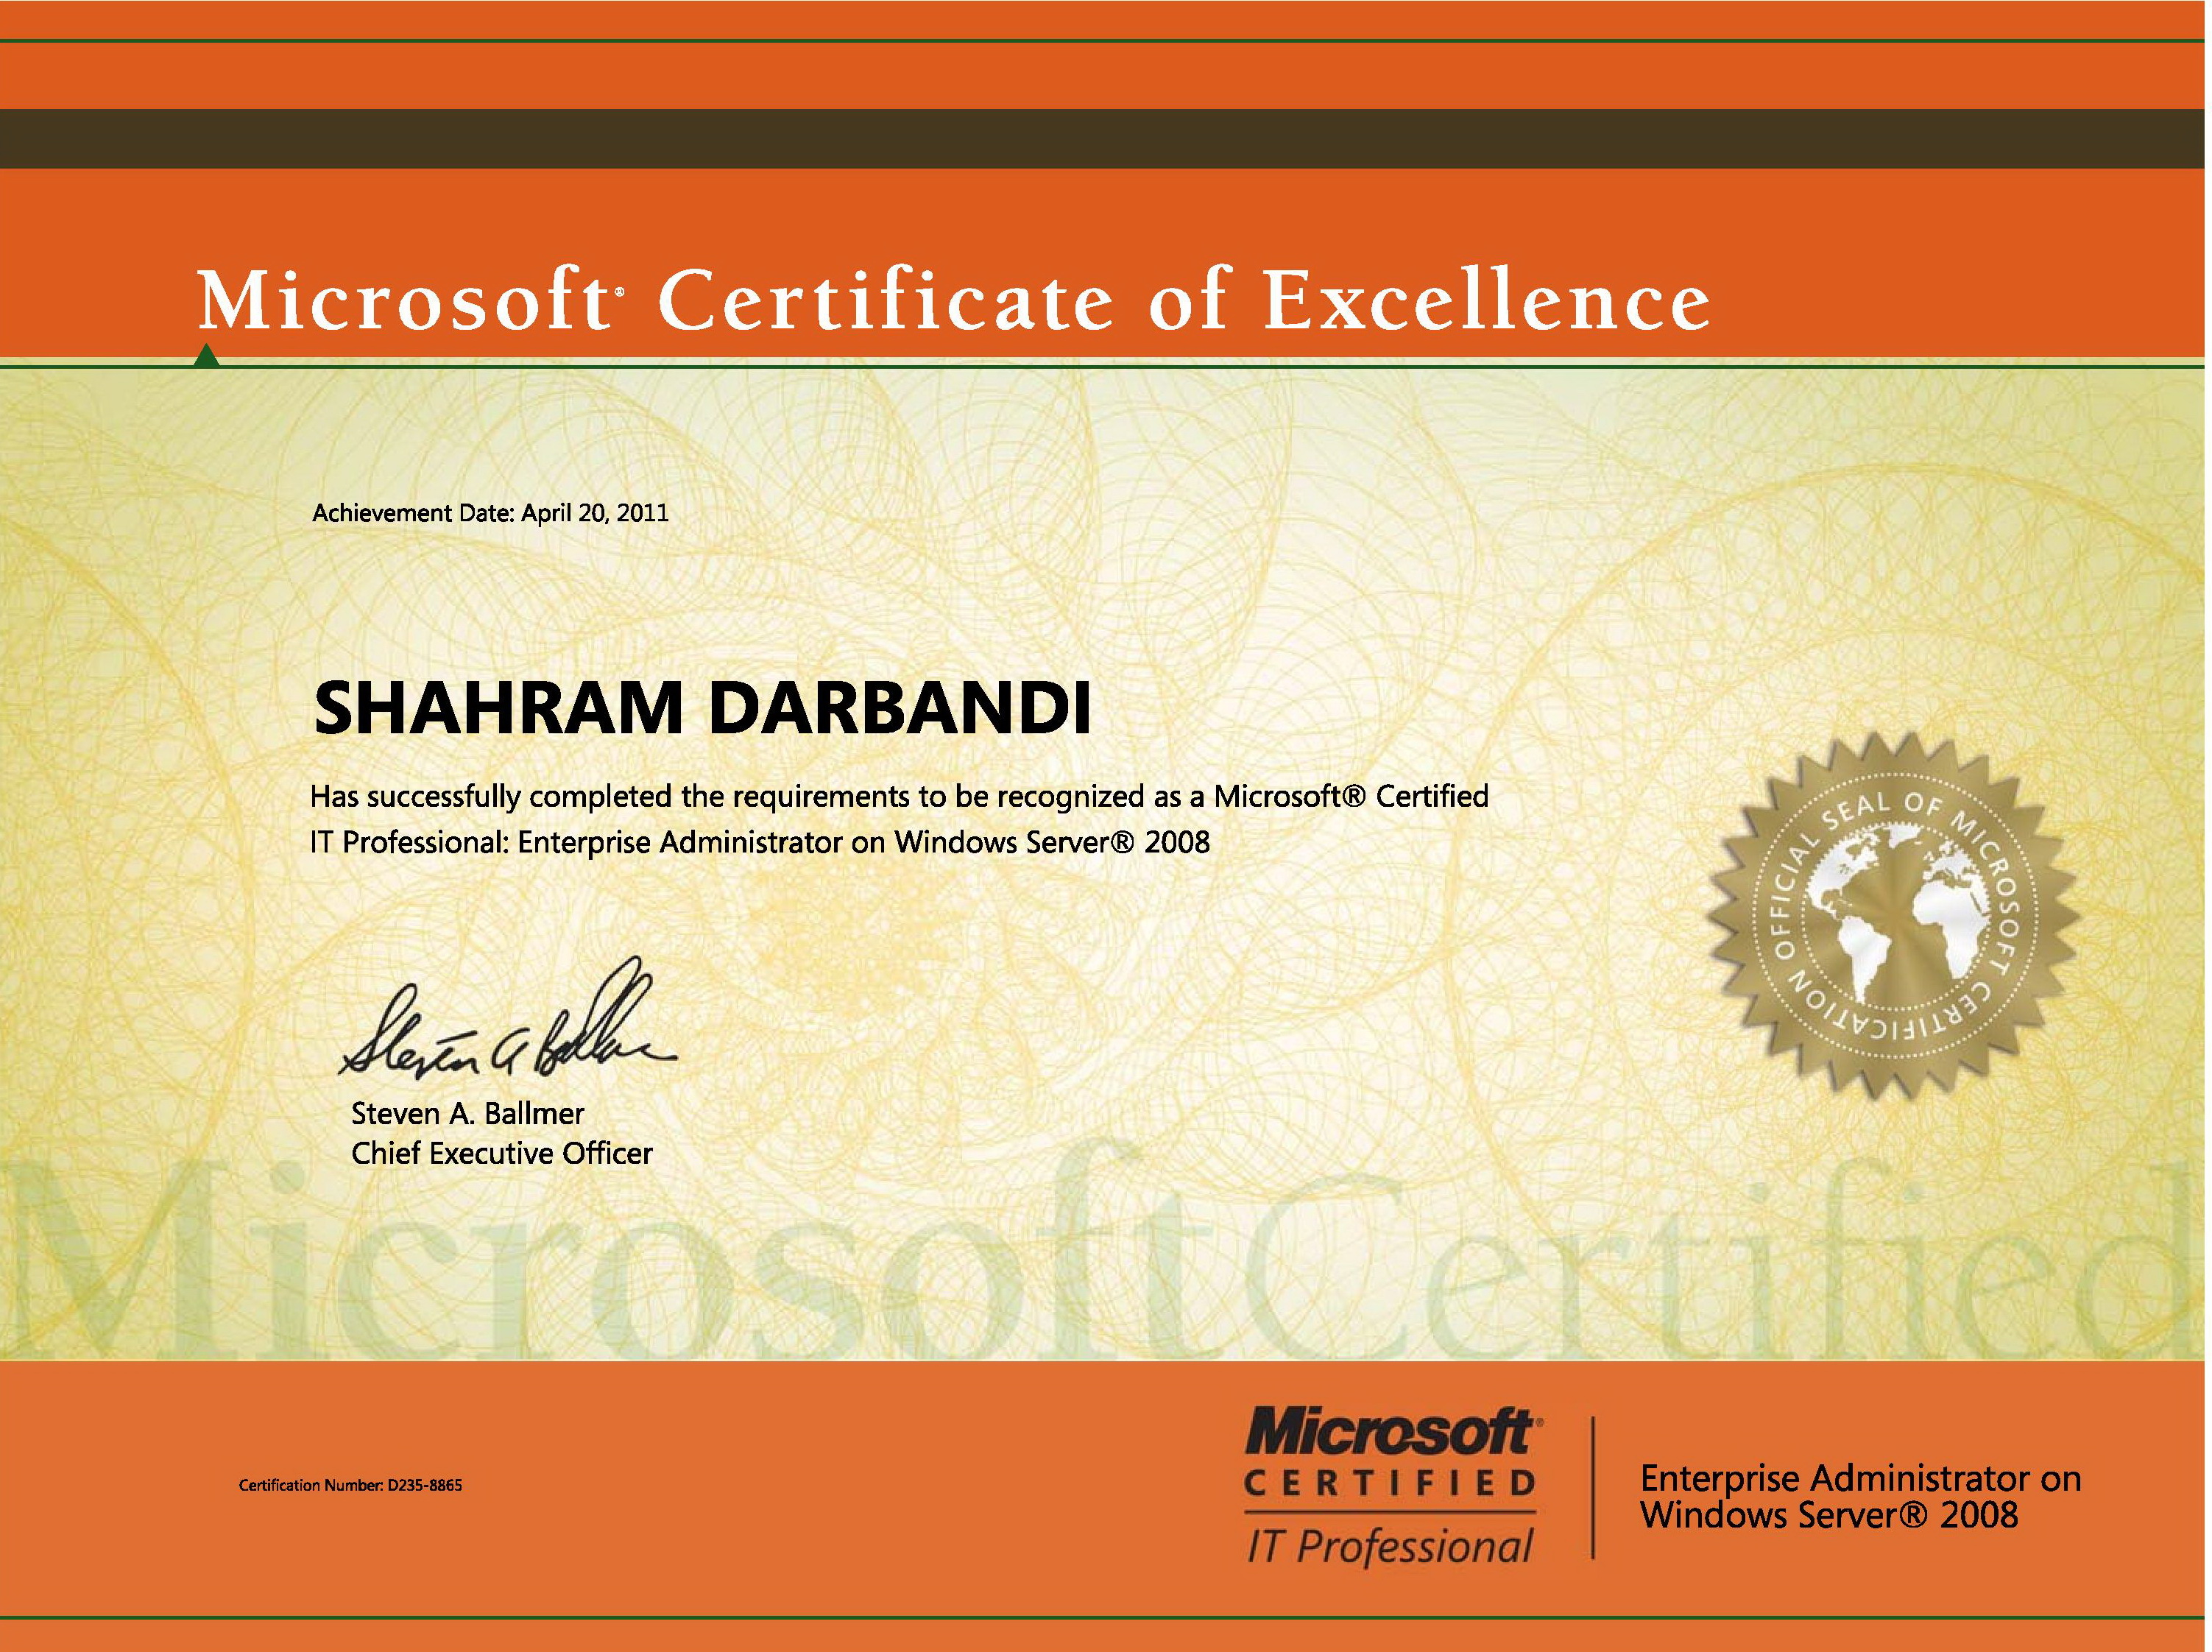 Microsoft® Certificate of Excellence
Achievement Date: April 20, 2011
SHAHRAM DARBANDI
Has successfully completed the requirements to be recognized as a Microsoft® Certified
IT Professional: Enterprise Administrator on Windows Server® 2008
OFFICIAL SEAL OF MICROSOFT CERTIFICATION
Steven A Ballmer
Steven A. Ballmer
Chief Executive Officer
MicrosoftCertified
Certification Number: D235-8865
Microsoft®
CERTIFIED
IT Professional
Enterprise Administrator on
Windows Server® 2008